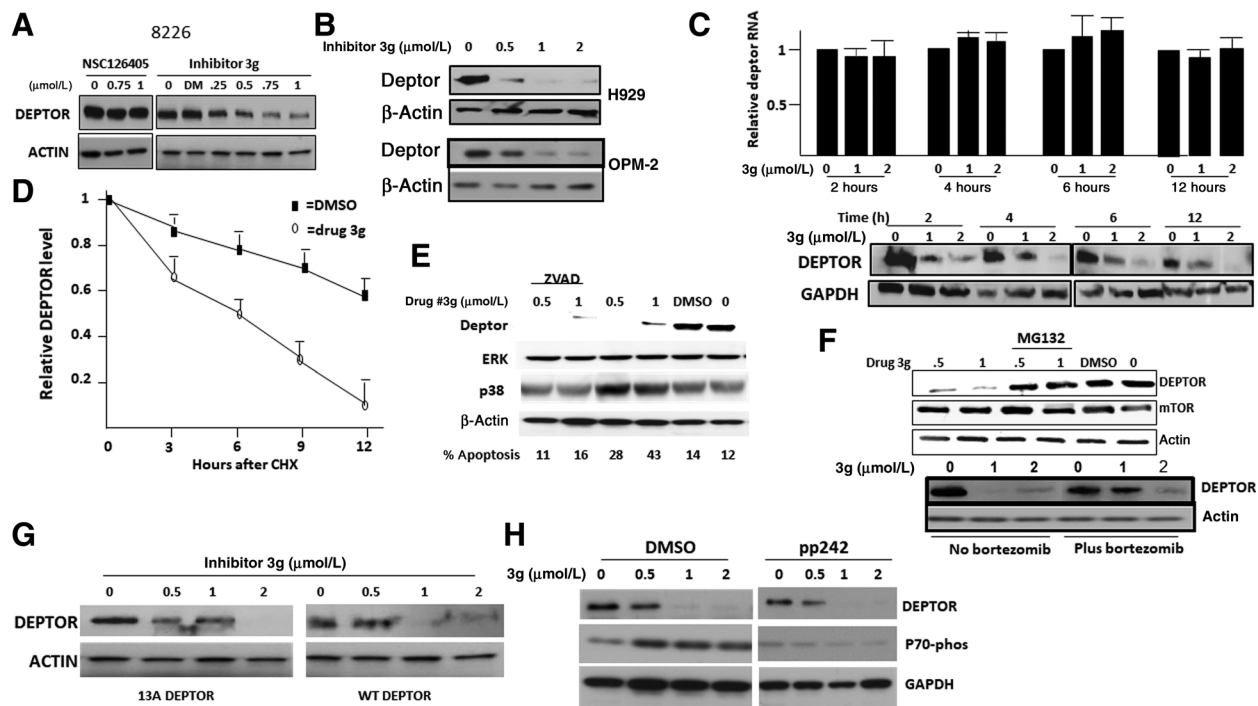 A
8226
NSC126405 Inhibitor 3g
(μmol/L) 0 0.75 1 0 DM .25 0.5 .75 1
DEPTOR
ACTIN
B
Inhibitor 3g (μmol/L) 0 0.5 1 2
Deptor
H929
β-Actin
Deptor
OPM-2
β-Actin
C
Relative deptor RNA
1
0.5
3g (μmol/L) 0 1 2 0 1 2 0 1 2 0 1 2
2 hours 4 hours 6 hours 12 hours
Time (h) 2 4 6 12
3g (μmol/L) 0 1 2 0 1 2 0 1 2 0 1 2
DEPTOR
GAPDH
D
Relative DEPTOR level
1
0.8
0.6
0.4
0.2
=DMSO
=drug 3g
0 3 6 9 12
Hours after CHX
E
ZVAD
Drug #3g (μmol/L) 0.5 1 0.5 1 DMSO 0
Deptor
ERK
p38
β-Actin
% Apoptosis 11 16 28 43 14 12
F
MG132
Drug 3g .5 1 .5 1 DMSO 0
DEPTOR
mTOR
Actin
3g (μmol/L) 0 1 2 0 1 2
DEPTOR
Actin
No bortezomib Plus bortezomib
G
Inhibitor 3g (μmol/L)
0 0.5 1 2 0 0.5 1 2
DEPTOR
ACTIN
13A DEPTOR WT DEPTOR
H
DMSO pp242
3g (μmol/L) 0 0.5 1 2 0 0.5 1 2
DEPTOR
P70-phos
GAPDH